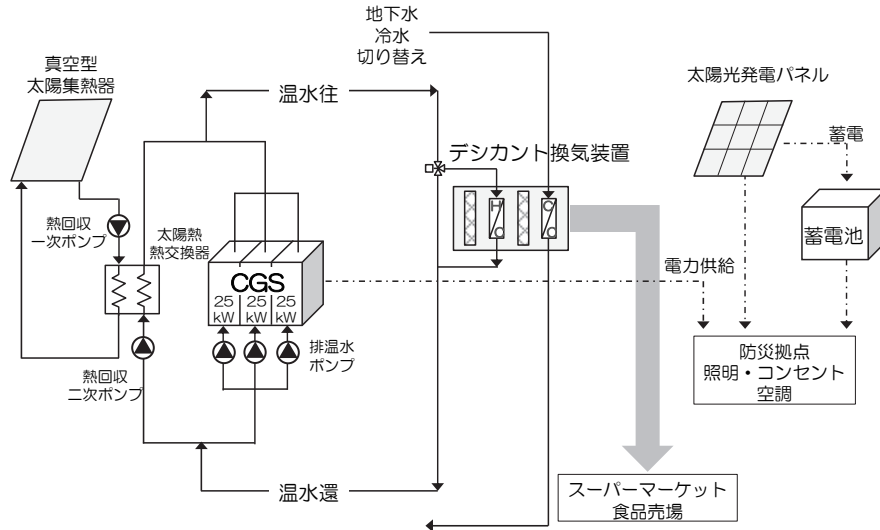 地下水
冷水
切り替え
真空型
太陽集熱器
温水往
太陽光発電パネル
蓄電
デシカント換気装置
熱回収
一次ポンプ
太陽熱
熱交換器
H
C
C
C
蓄電池
CGS
25
kW
25
kW
25
kW
電力供給
排温水
ポンプ
熱回収
二次ポンプ
防災拠点
照明・コンセント
空調
温水還
スーパーマーケット
食品売場